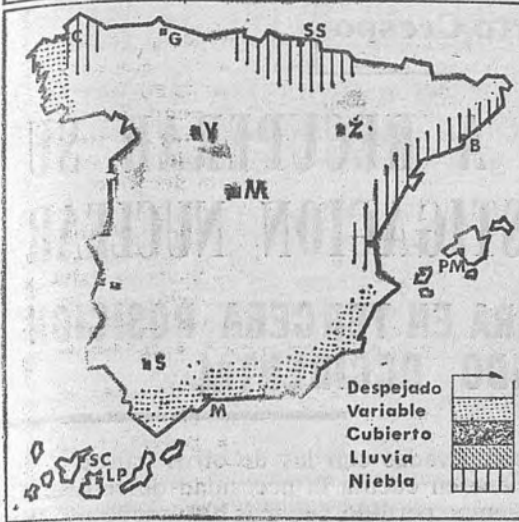 C
G
SS
V
Z
B
M
PM
S
M
SC
LP
Despejado
Variable
Cubierto
Lluvia
Niebla